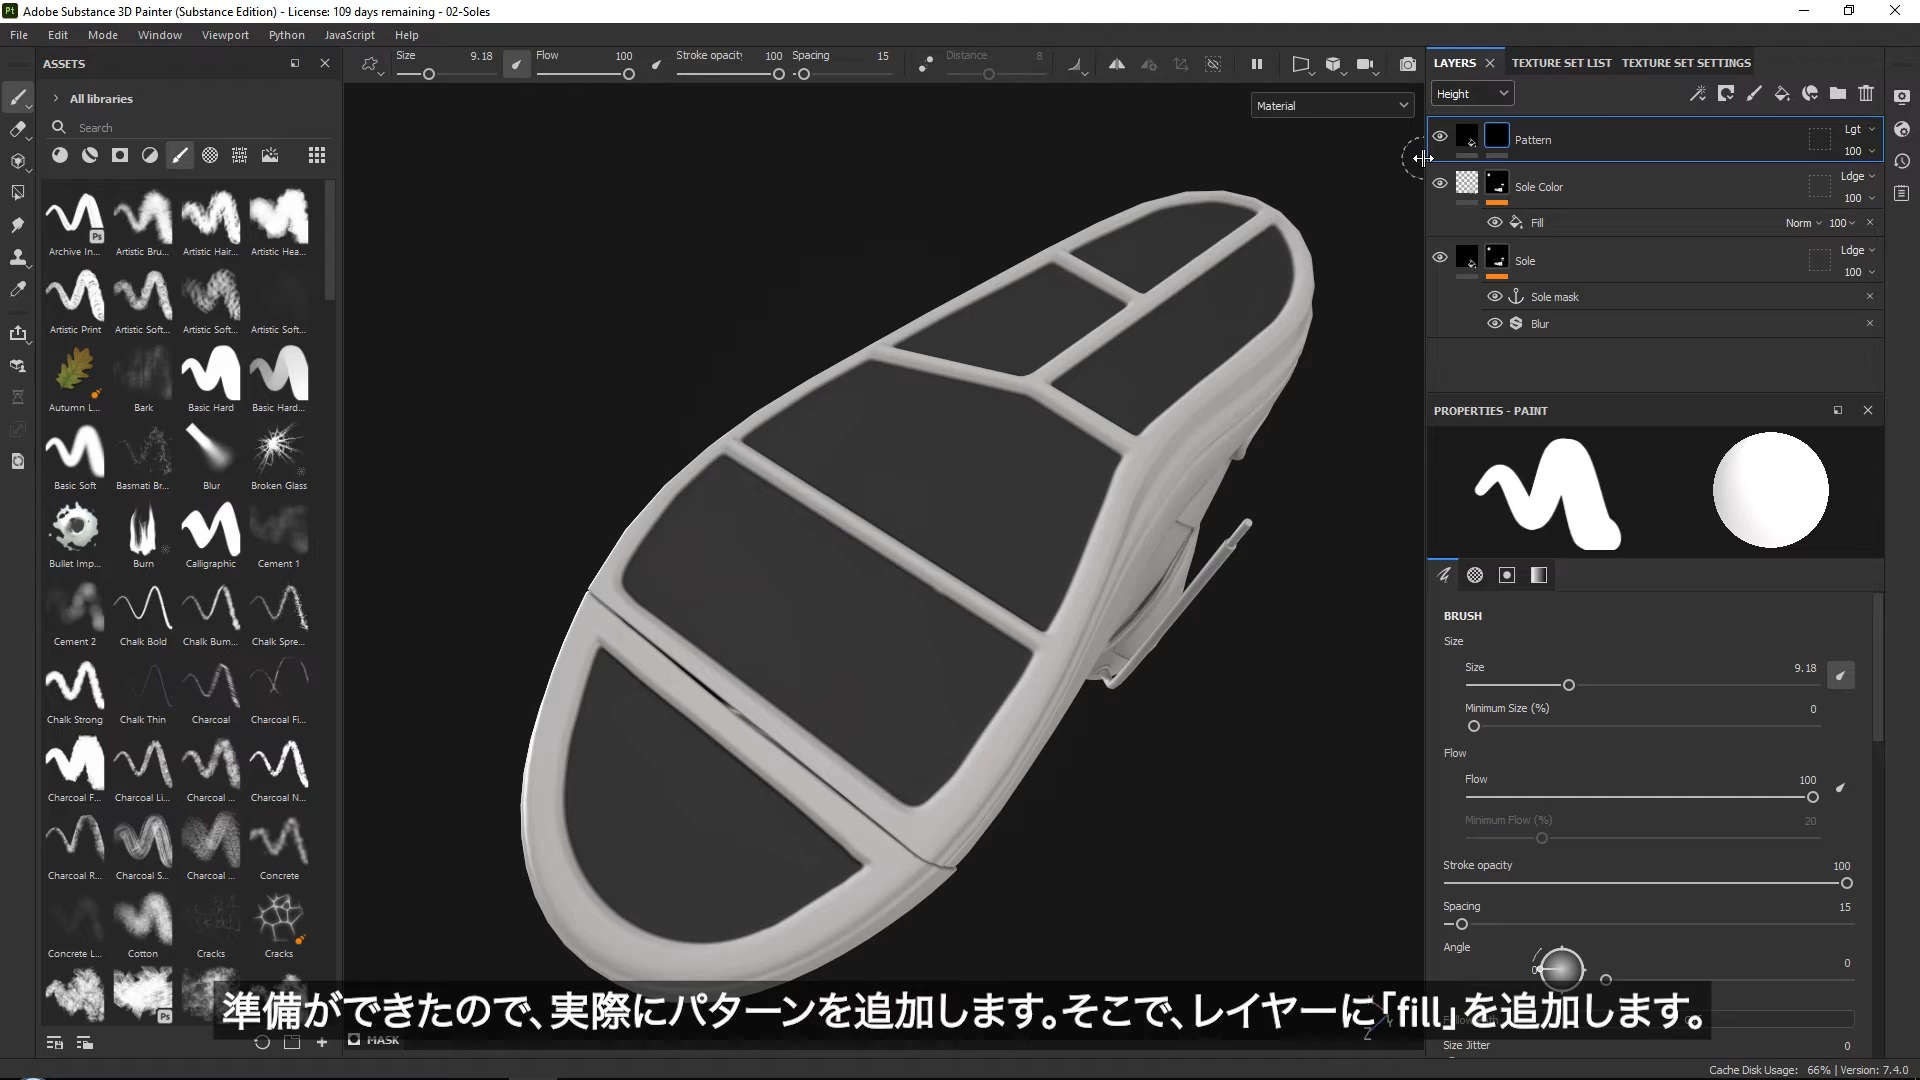 Adobe Substance 3D Painter (Substance Edition) - License: 109 days remaining - 02-Soles
File Edit Mode Window Viewport Python JavaScript Help
ASSETS
Size 9.18 Flow 100 Stroke opacity 100 Spacing 15 Distance 8
LAYERS TEXTURE SET LIST TEXTURE SET SETTINGS
All libraries
Search
Material
Height
Pattern Lgt 100
Sole Color Ldge 100
Fill Norm 100
Sole Ldge 100
Sole mask
Blur
Archive In... Artistic Bru... Artistic Hair... Artistic Hea...
Artistic Print Artistic Soft... Artistic Soft... Artistic Soft...
Autumn L... Bark Basic Hard Basic Hard...
Basic Soft Basmati Br... Blur Broken Glass
Bullet Imp... Burn Calligraphic Cement 1
Cement 2 Chalk Bold Chalk Bum... Chalk Spre...
Chalk Strong Chalk Thin Charcoal Charcoal Fi...
Charcoal F... Charcoal Li... Charcoal ... Charcoal N...
Charcoal R... Charcoal S... Charcoal ... Concrete
Concrete L... Cotton Cracks Cracks
PROPERTIES - PAINT
BRUSH
Size
Size 9.18
Minimum Size (%) 0
Flow
Flow 100
Minimum Flow (%) 20
Stroke opacity 100
Spacing 15
Angle 0
Size Jitter 0
準備ができたので、実際にパターンを追加します。そこで、レイヤーに「fill」を追加します。
MASK
Cache Disk Usage: 66% | Version: 7.4.0